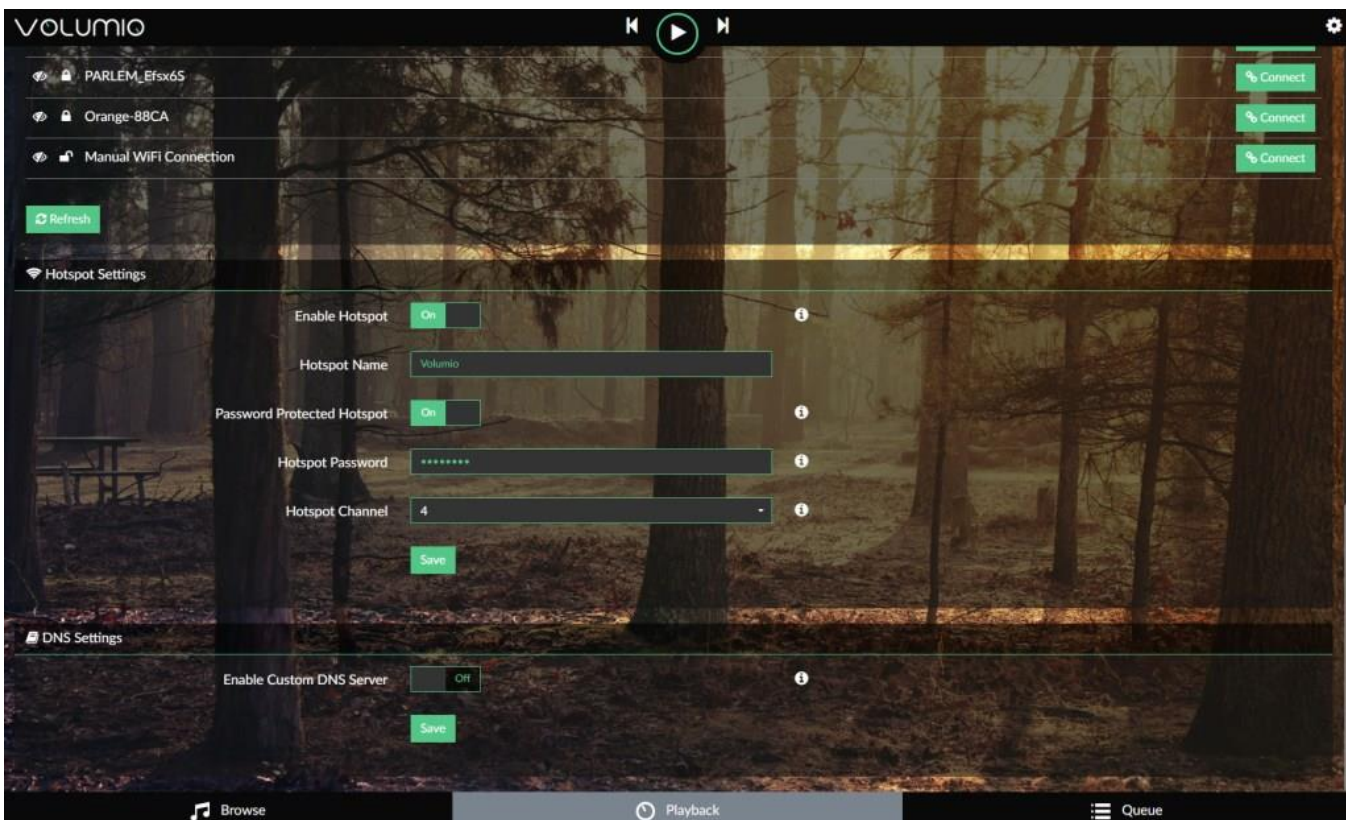 VOLUMIO
PARLEM_Efsx6S
Connect
Orange-88CA
Connect
Manual WiFi Connection
Connect
Refresh
Hotspot Settings
Enable Hotspot On
Hotspot Name Volumio
Password Protected Hotspot On
Hotspot Password ********
Hotspot Channel 4
Save
DNS Settings
Enable Custom DNS Server Off
Save
Browse Playback Queue